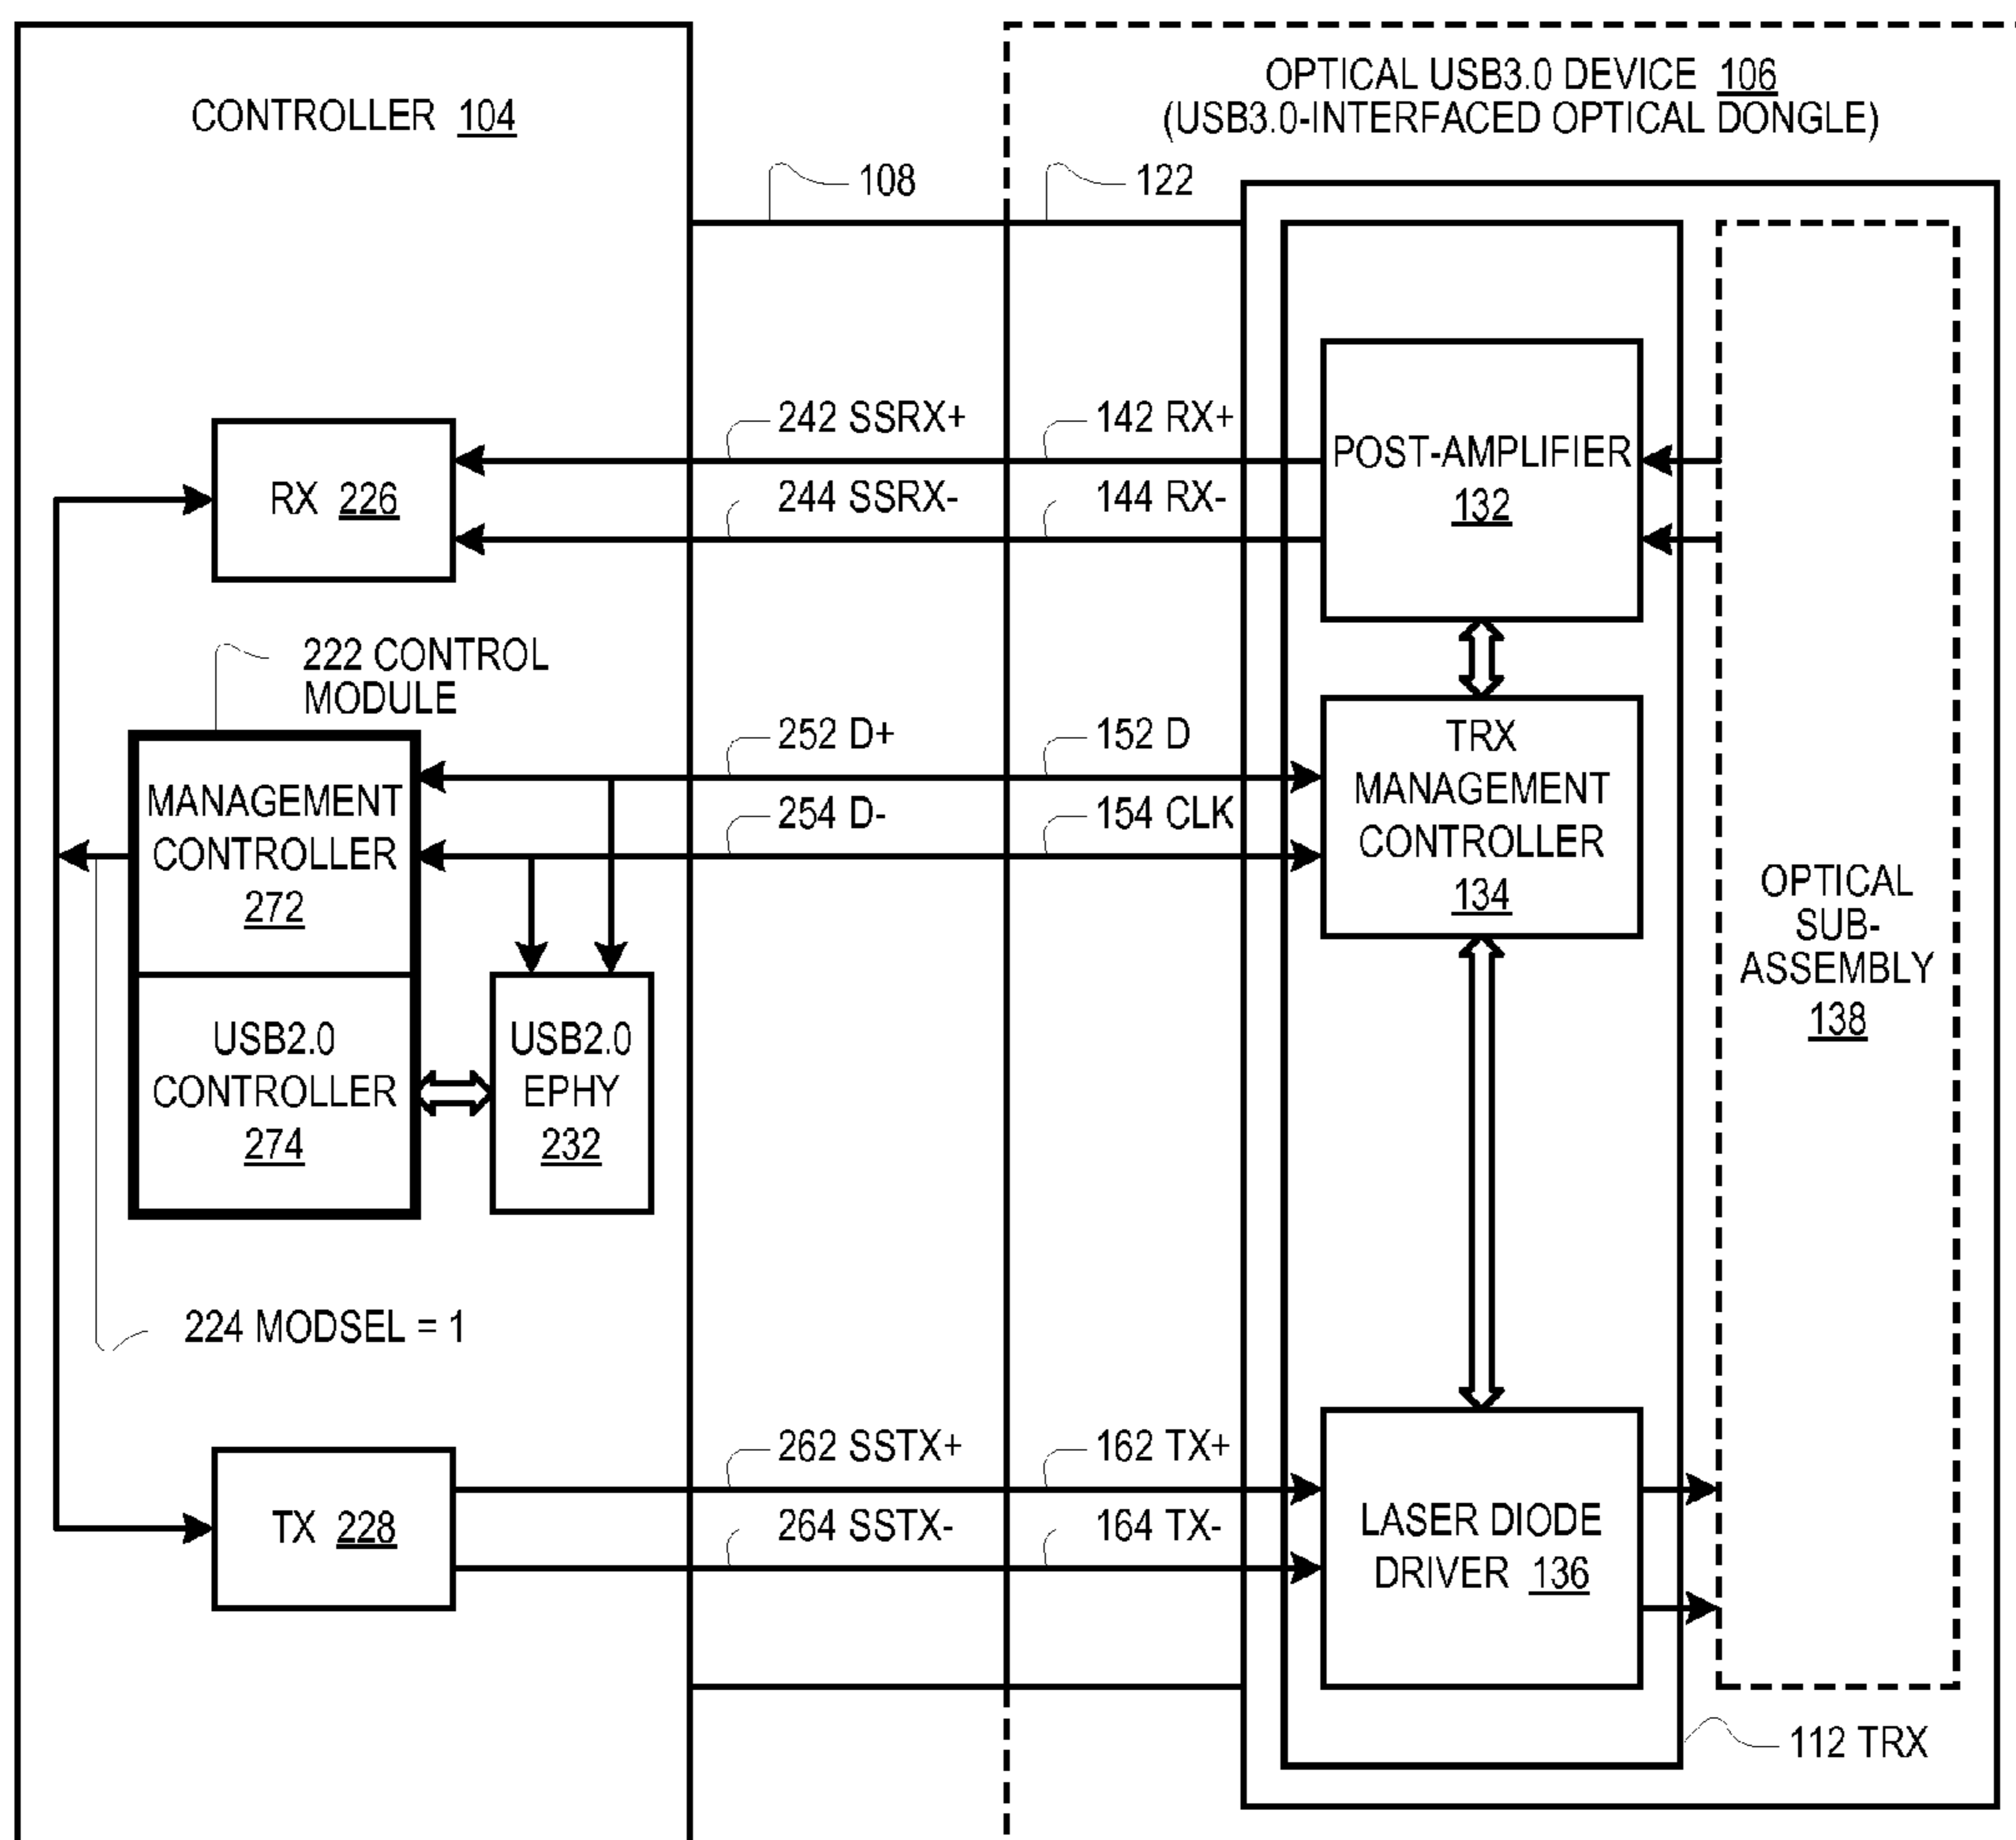 CONTROLLER 104
OPTICAL USB3.0 DEVICE 106
(USB3.0-INTERFACED OPTICAL DONGLE)
108
122
242 SSRX+
142 RX+
244 SSRX-
144 RX-
RX 226
POST-AMPLIFIER
132
222 CONTROL
MODULE
252 D+
152 D
254 D-
154 CLK
MANAGEMENT
CONTROLLER
272
TRX
MANAGEMENT
CONTROLLER
134
USB2.0
CONTROLLER
274
USB2.0
EPHY
232
OPTICAL
SUB-
ASSEMBLY
138
224 MODSEL = 1
262 SSTX+
162 TX+
264 SSTX-
164 TX-
TX 228
LASER DIODE
DRIVER 136
112 TRX